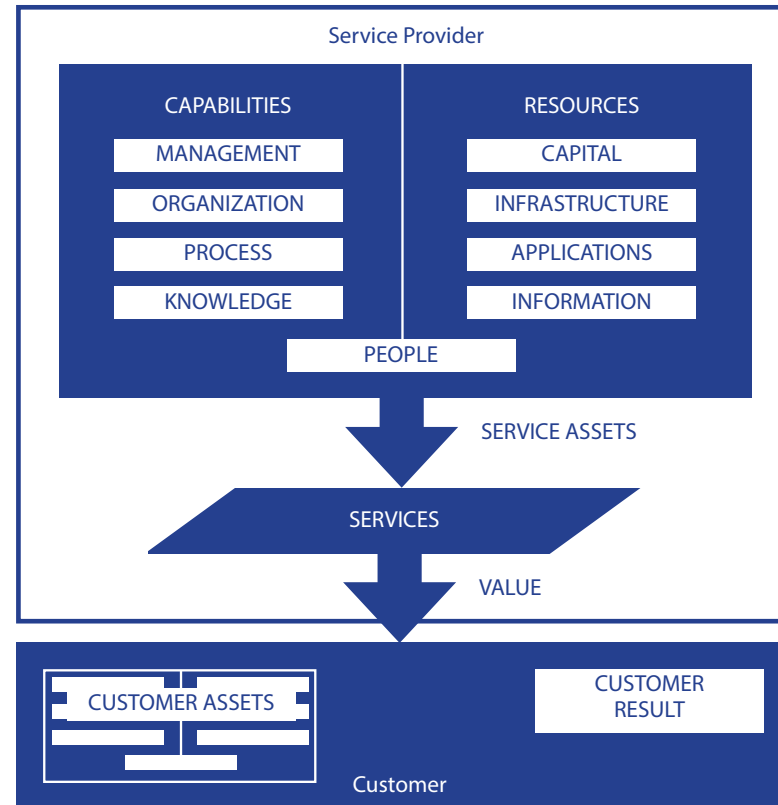 Service Provider
CAPABILITIES
MANAGEMENT
ORGANIZATION
PROCESS
KNOWLEDGE
RESOURCES
CAPITAL
INFRASTRUCTURE
APPLICATIONS
INFORMATION
PEOPLE
SERVICE ASSETS
SERVICES
VALUE
CUSTOMER ASSETS
CUSTOMER
RESULT
Customer